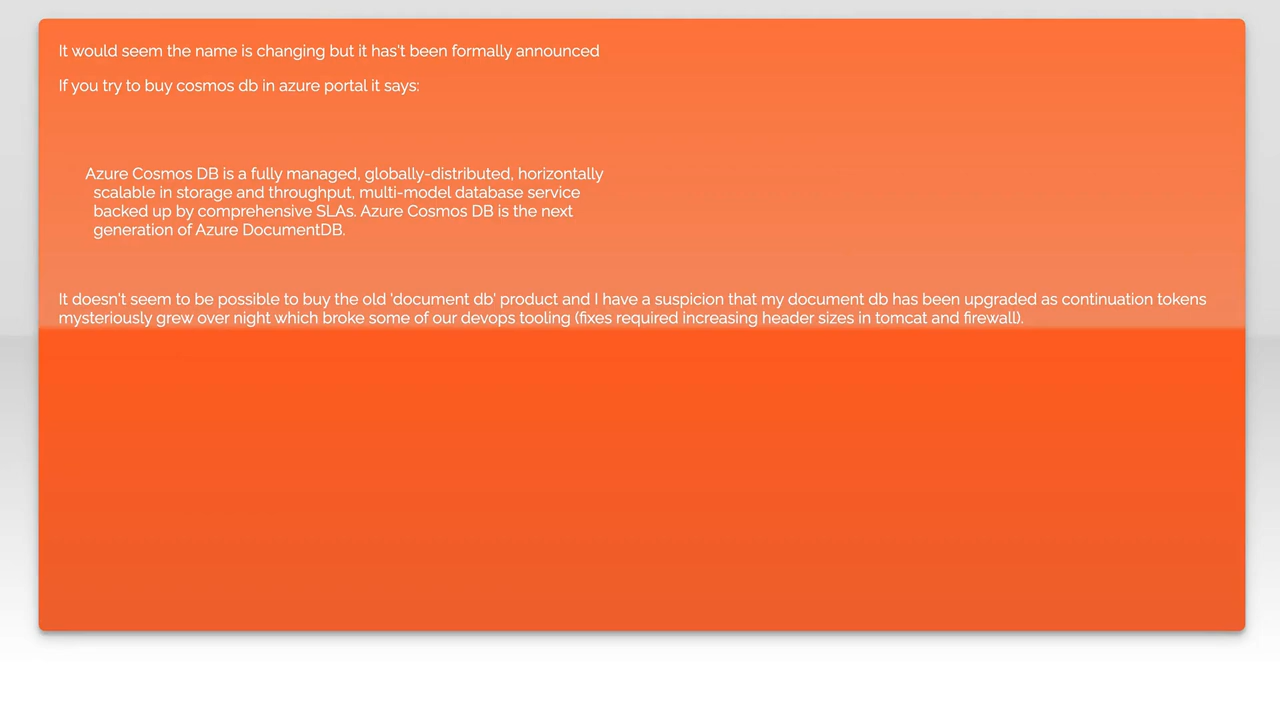 It would seem the name is changing but it has't been formally announced
If you try to buy cosmos db in azure portal it says:
Azure Cosmos DB is a fully managed, globally-distributed, horizontally
scalable in storage and throughput, multi-model database service
backed up by comprehensive SLAs. Azure Cosmos DB is the next
generation of Azure DocumentDB.
It doesn't seem to be possible to buy the old 'document db' product and I have a suspicion that my document db has been upgraded as continuation tokens
mysteriously grew over night which broke some of our devops tooling (fixes required increasing header sizes in tomcat and firewall).